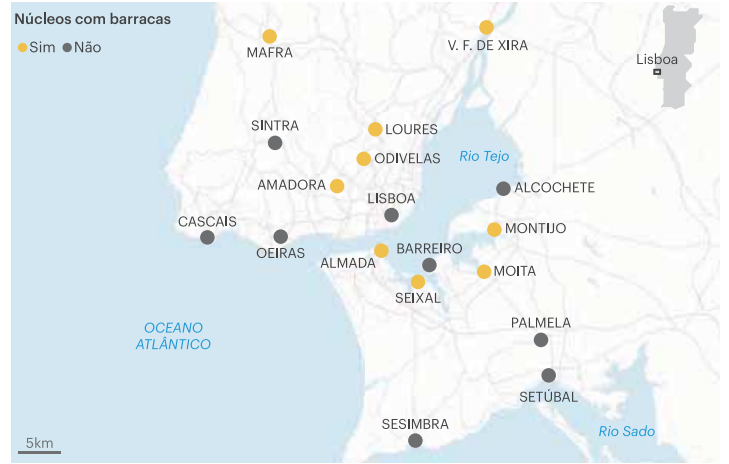 Núcleos com barracas
Sim Não
MAFRA
V. F. DE XIRA
Lisboa
SINTRA
LOURES
ODIVELAS
Rio Tejo
AMADORA
ALCOCHETE
LISBOA
CASCAIS
MONTIJO
OEIRAS
BARREIRO
ALMADA
MOITA
SEIXAL
OCEANO
ATLÂNTICO
PALMELA
SETÚBAL
SESIMBRA
Rio Sado
5km